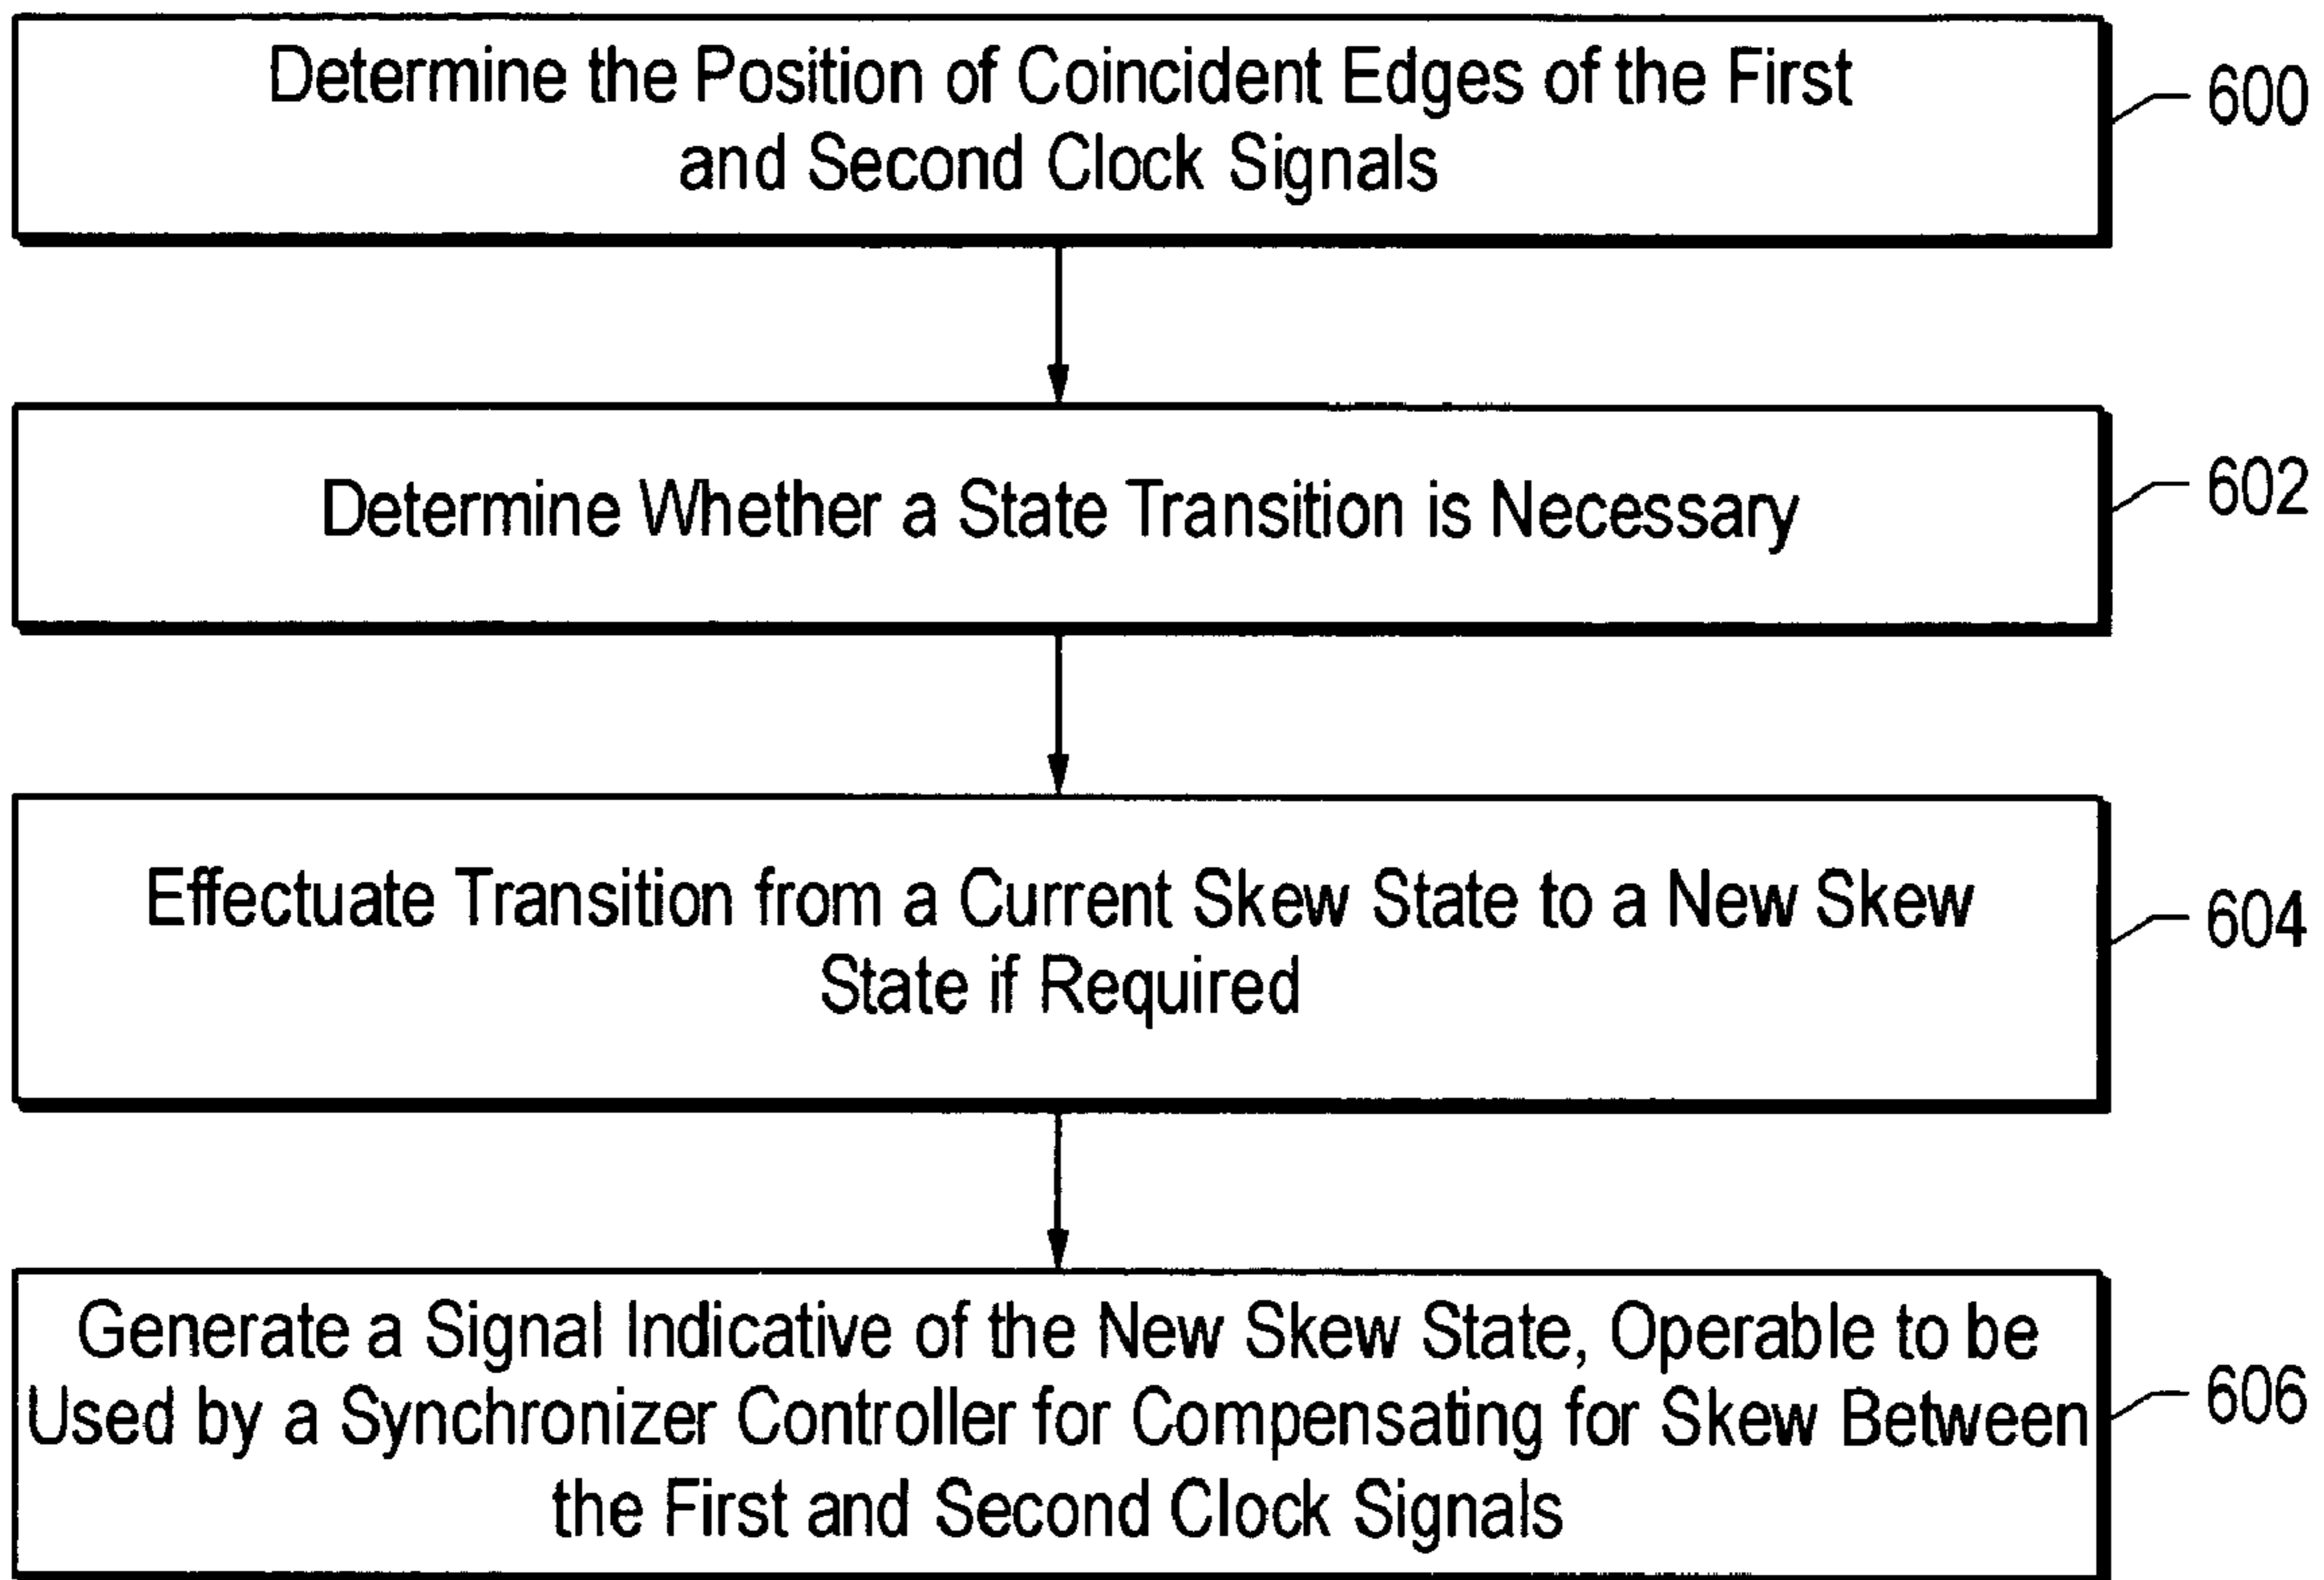 Determine the Position of Coincident Edges of the First
and Second Clock Signals
600
Determine Whether a State Transition is Necessary
602
Effectuate Transition from a Current Skew State to a New Skew
State if Required
604
Generate a Signal Indicative of the New Skew State, Operable to be
Used by a Synchronizer Controller for Compensating for Skew Between
the First and Second Clock Signals
606